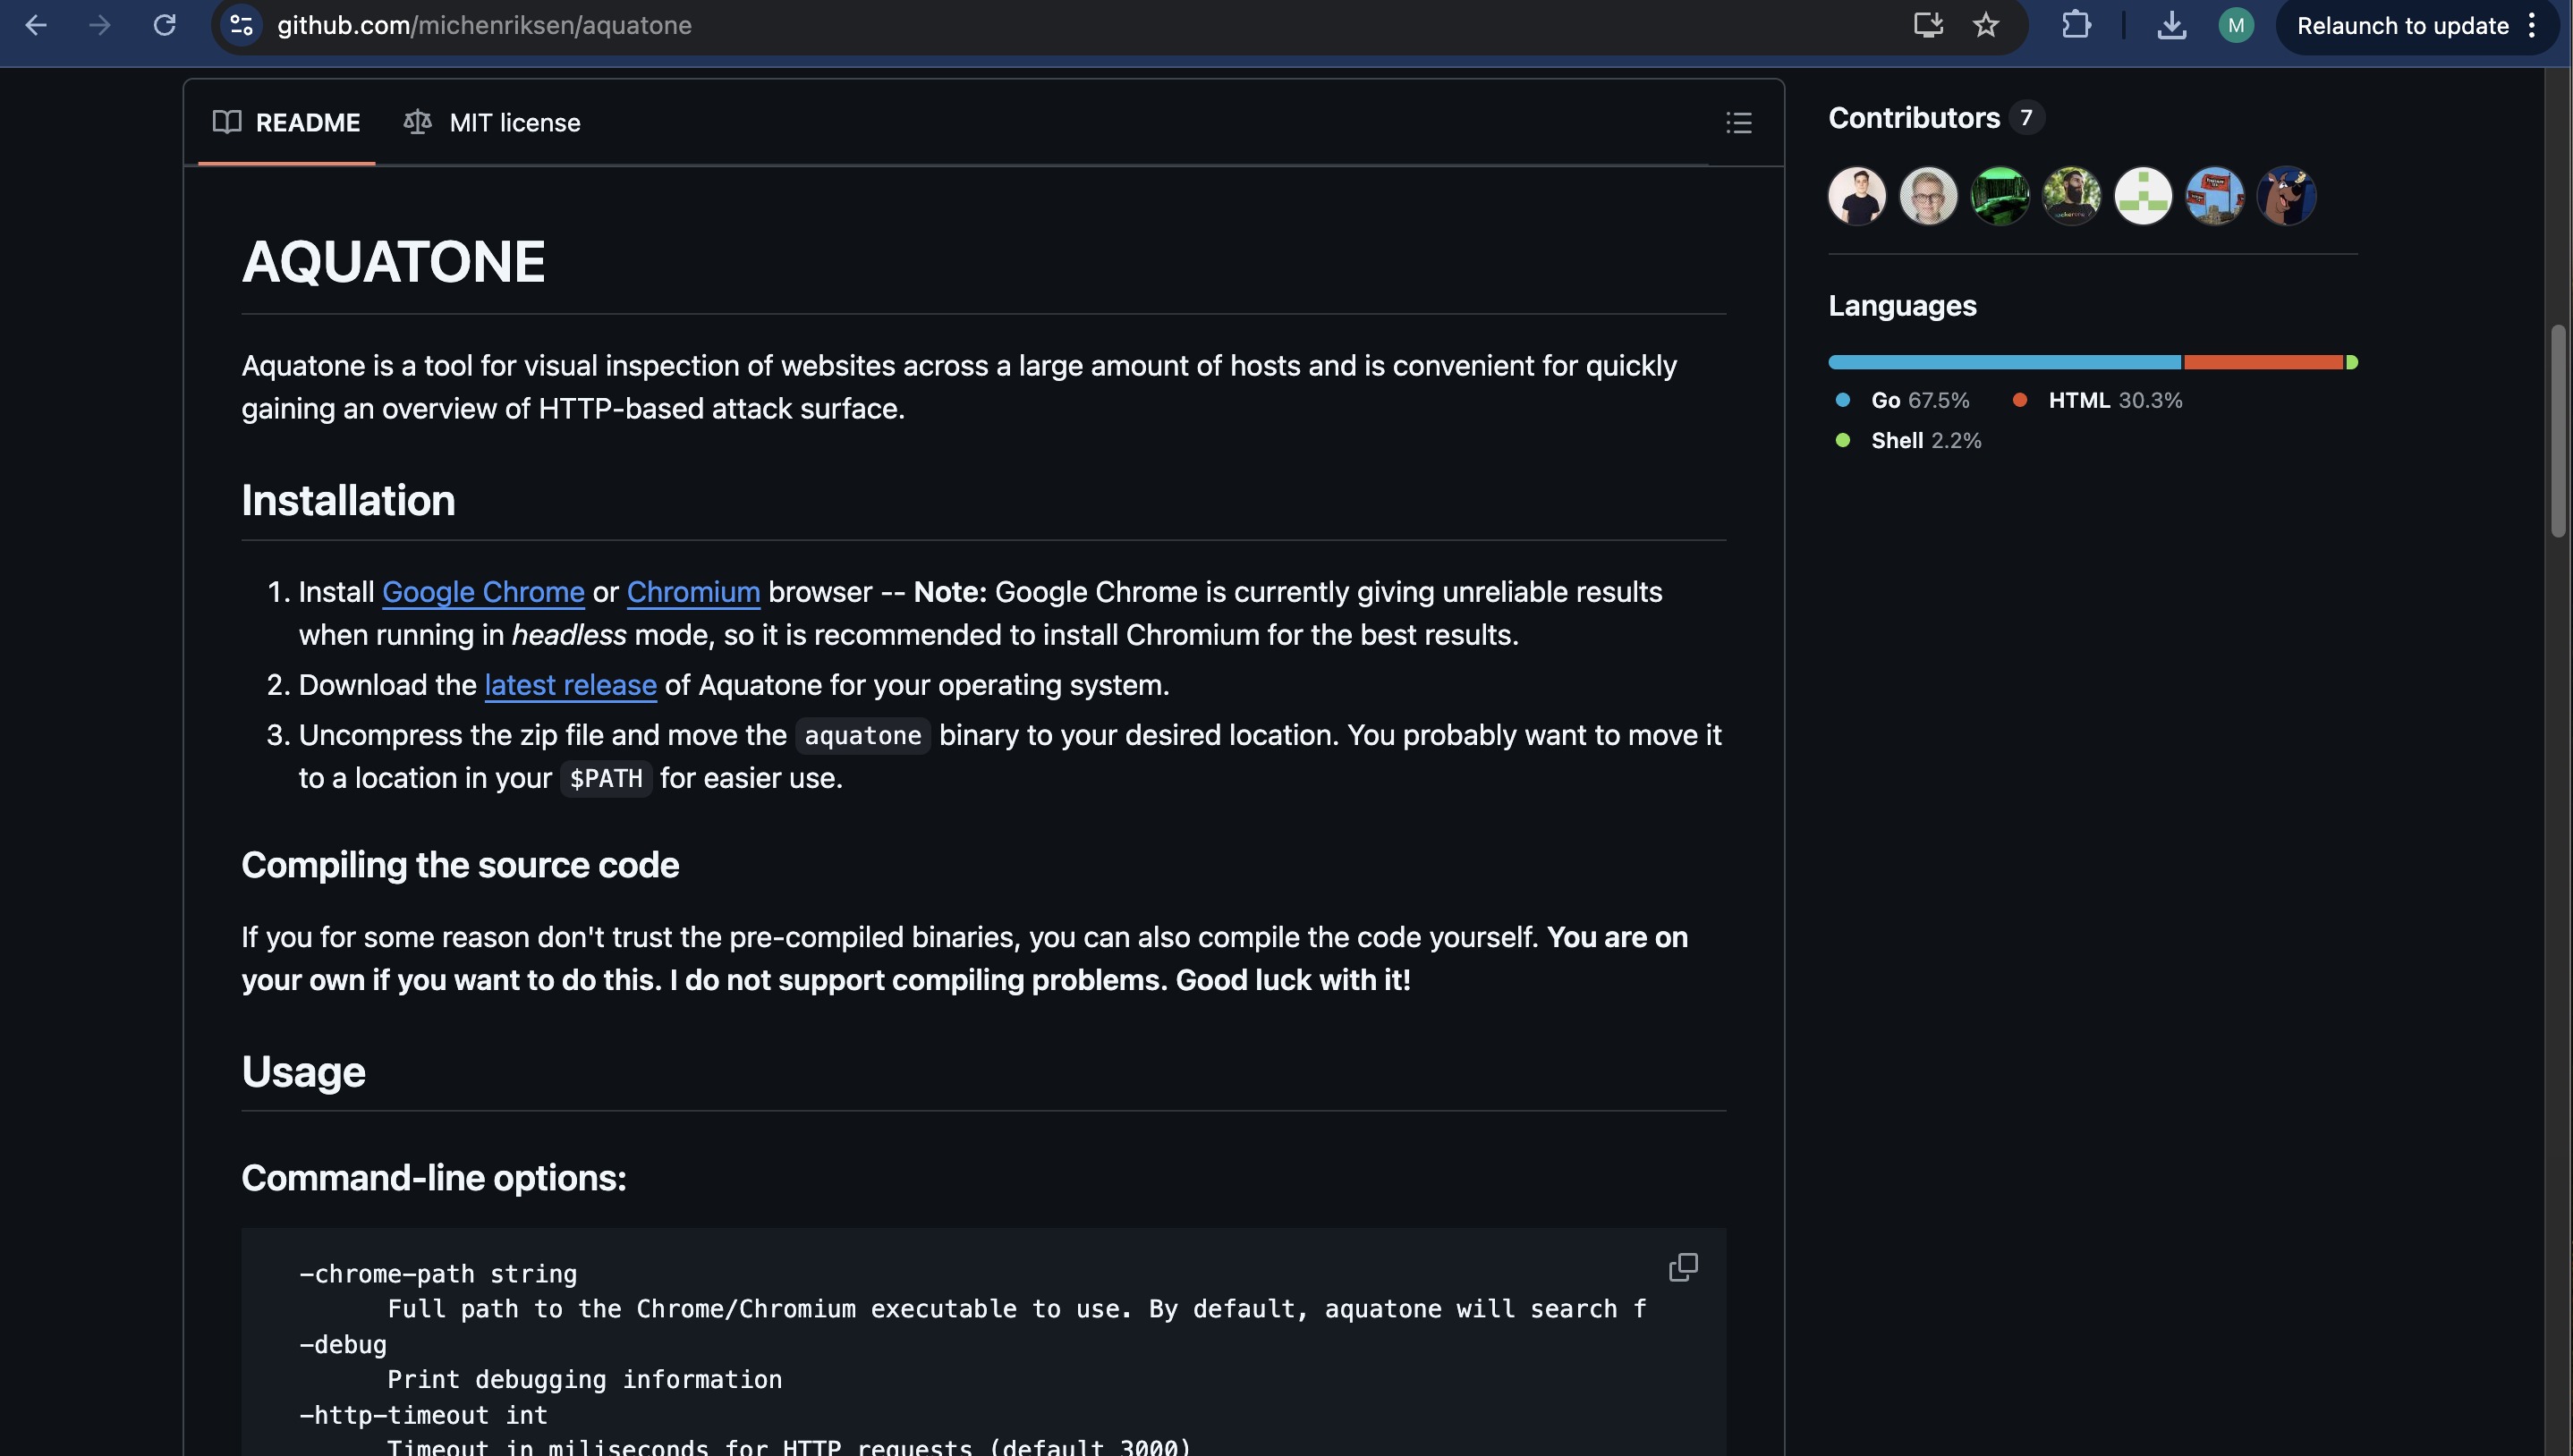 github.com/michenriksen/aquatone
M
Relaunch to update
README
MIT license
AQUATONE
Aquatone is a tool for visual inspection of websites across a large amount of hosts and is convenient for quickly
gaining an overview of HTTP-based attack surface.
Installation
1. Install Google Chrome or Chromium browser -- Note: Google Chrome is currently giving unreliable results
when running in headless mode, so it is recommended to install Chromium for the best results.
2. Download the latest release of Aquatone for your operating system.
3. Uncompress the zip file and move the aquatone binary to your desired location. You probably want to move it
to a location in your $PATH for easier use.
Compiling the source code
If you for some reason don't trust the pre-compiled binaries, you can also compile the code yourself. You are on
your own if you want to do this. I do not support compiling problems. Good luck with it!
Usage
Command-line options:
-chrome-path string
Full path to the Chrome/Chromium executable to use. By default, aquatone will search f
-debug
Print debugging information
-http-timeout int
Timeout in miliseconds for HTTP requests (default 3000)
Contributors 7
Languages
Go 67.5% HTML 30.3%
Shell 2.2%